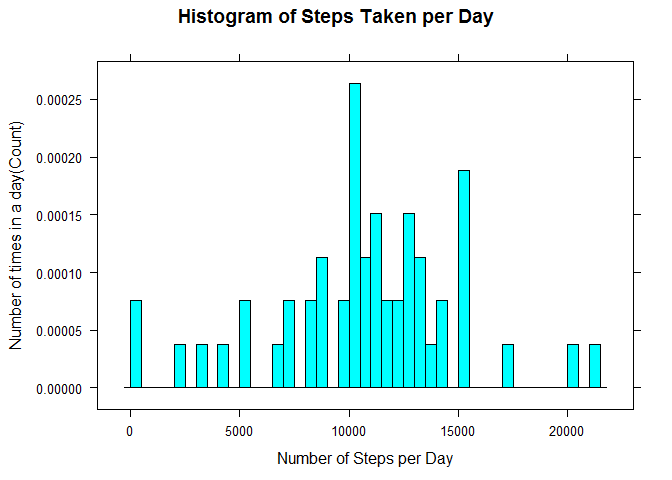 Histogram of Steps Taken per Day
Number of times in a day(Count)
0.00025
0.00020
0.00015
0.00010
0.00005
0.00000
0 5000 10000 15000 20000
Number of Steps per Day